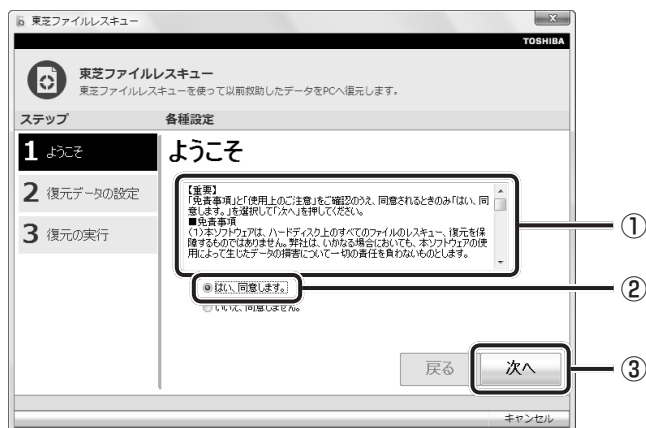 東芝ファイルレスキュー
TOSHIBA
東芝ファイルレスキュー
東芝ファイルレスキューを使って以前救助したデータをPCへ復元します。
ステップ
各種設定
1 ようこそ
2 復元データの設定
3 復元の実行
ようこそ
【重要】
「免責事項」と「使用上のご注意」をご確認のうえ、同意されるときのみ「はい、同
意します。」を選択して「次へ」を押してください。
■免責事項
(1)本ソフトウェアは、ハードディスク上のすべてのファイルのレスキュー、復元を保
障するものではありません。弊社は、いかなる場合においても、本ソフトウェアの使
用によって生じたデータの損害について一切の責任を負わないものとします。
①
はい、同意します。
②
いいえ、同意しません。
戻る
次へ
③
キャンセル